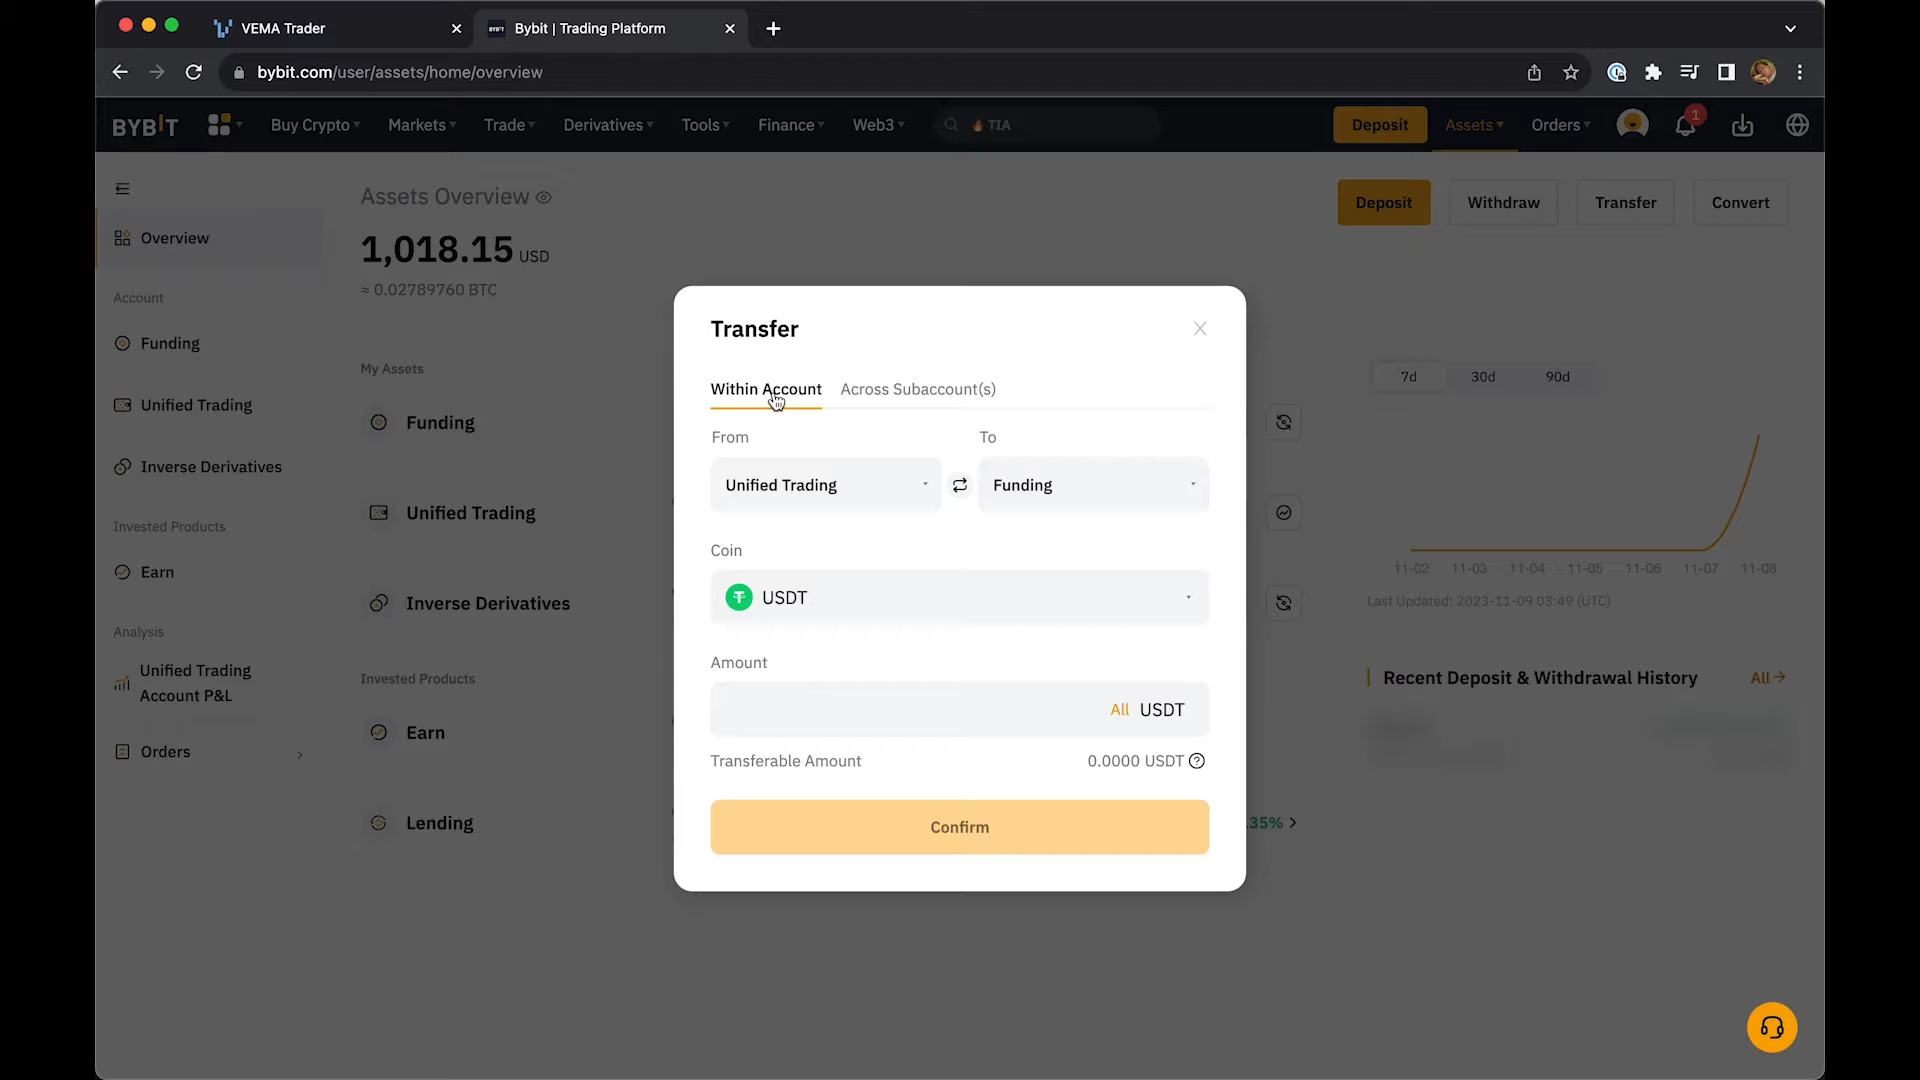 VEMA Trader
BYBIT Bybit | Trading Platform
bybit.com/user/assets/home/overview
BYBIT
Buy Crypto
Markets
Trade
Derivatives
Tools
Finance
Web3
TIA
Deposit
Assets
Orders
1
Overview
Account
Funding
Unified Trading
Inverse Derivatives
Invested Products
Earn
Analysis
Unified Trading
Account P&L
Orders
Assets Overview
1,018.15 USD
≈ 0.02789760 BTC
Deposit
Withdraw
Transfer
Convert
My Assets
Funding
Unified Trading
Inverse Derivatives
Invested Products
Earn
Lending
.35%
Transfer
Within Account
Across Subaccount(s)
From
To
Unified Trading
Funding
Coin
USDT
Amount
All USDT
Transferable Amount
0.0000 USDT
Confirm
7d
30d
90d
11-02 11-03 11-04 11-05 11-06 11-07 11-08
Last Updated: 2023-11-09 03:49 (UTC)
Recent Deposit & Withdrawal History
All